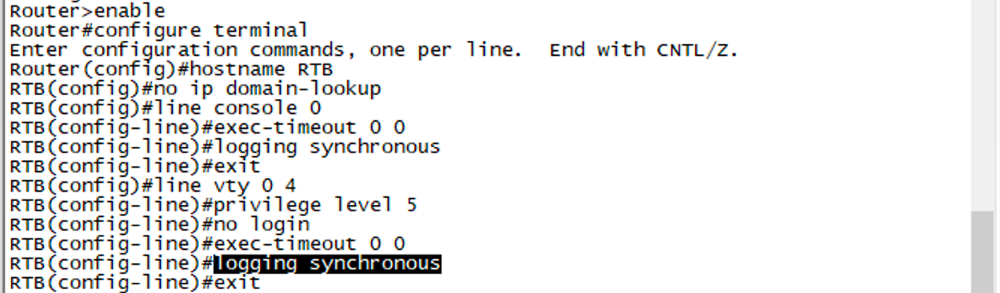 Router>enable
Router#configure terminal
Enter configuration commands, one per line.  End with CNTL/Z.
Router(config)#hostname RTB
RTB(config)#no ip domain-lookup
RTB(config)#line console 0
RTB(config-line)#exec-timeout 0 0
RTB(config-line)#logging synchronous
RTB(config-line)#exit
RTB(config)#line vty 0 4
RTB(config-line)#privilege level 5
RTB(config-line)#no login
RTB(config-line)#exec-timeout 0 0
RTB(config-line)#logging synchronous
RTB(config-line)#exit